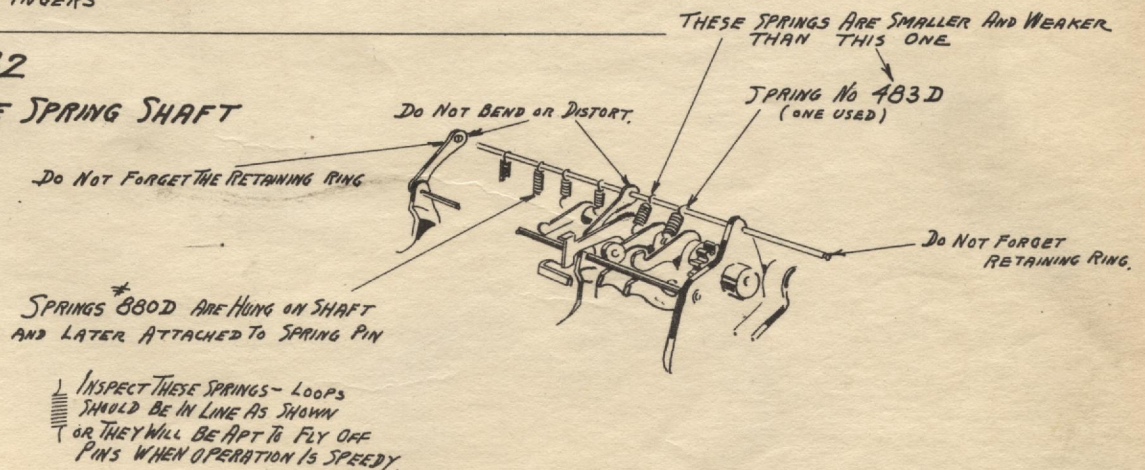 THESE SPRINGS ARE SMALLER AND WEAKER
THAN THIS ONE
SPRING NO 483D
(ONE USED)
2
SPRING SHAFT
DO NOT BEND OR DISTORT.
DO NOT FORGET THE RETAINING RING
DO NOT FORGET
RETAINING RING.
SPRINGS #880D ARE HUNG ON SHAFT
AND LATER ATTACHED TO SPRING PIN
INSPECT THESE SPRINGS- LOOPS
SHOULD BE IN LINE AS SHOWN
OR THEY WILL BE APT TO FLY OFF
PINS WHEN OPERATION IS SPEEDY